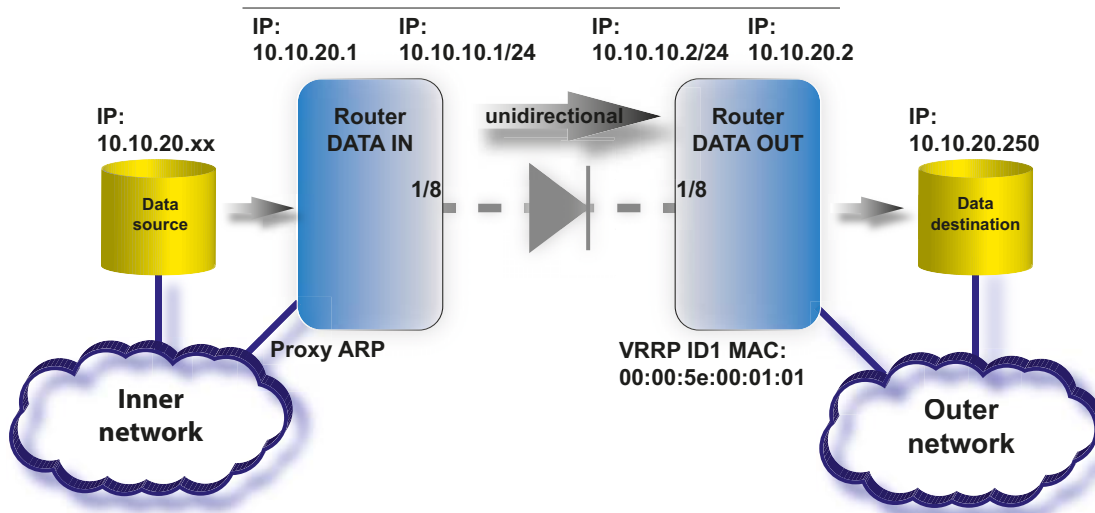 IP:
10.10.20.1
IP:
10.10.10.1/24
IP:
10.10.10.2/24
IP:
10.10.20.2
IP:
10.10.20.xx
Router
DATA IN
unidirectional
Router
DATA OUT
IP:
10.10.20.250
Data
source
1/8
1/8
Data
destination
Proxy ARP
VRRP ID1 MAC:
00:00:5e:00:01:01
Inner
network
Outer
network